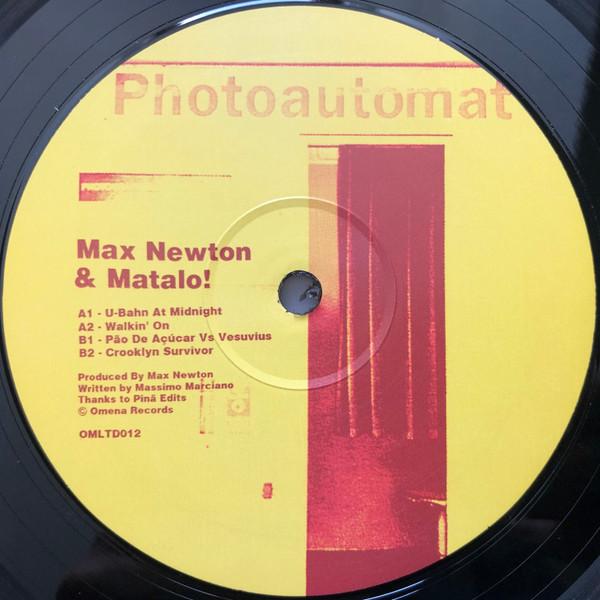 Photoautomat
Max Newton
& Matalo!
A1 - U-Bahn At Midnight
A2 - Walkin' On
B1 - Pão De Açúcar Vs Vesuvius
B2 - Crooklyn Survivor
Produced By Max Newton
Written by Massimo Marciano
Thanks to Pinã Edits
© Omena Records
OMLTD012